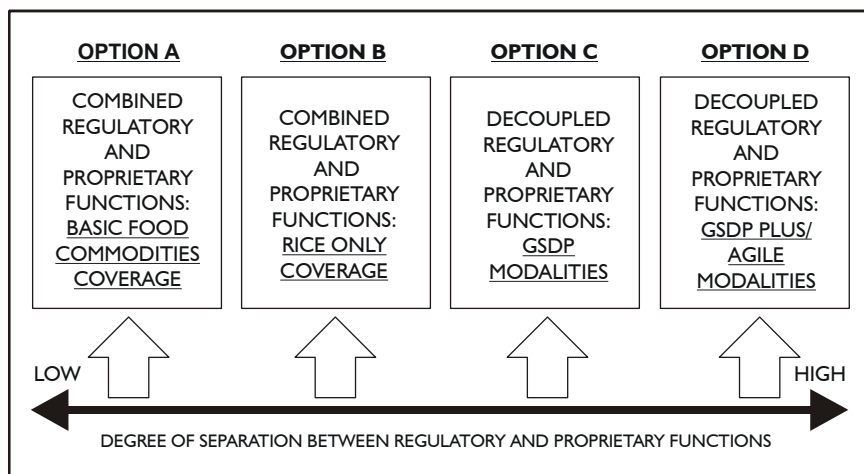 OPTION A
COMBINED
REGULATORY
AND
PROPRIETARY
FUNCTIONS:
BASIC FOOD
COMMODITIES
COVERAGE
OPTION B
COMBINED
REGULATORY
AND
PROPRIETARY
FUNCTIONS:
RICE ONLY
COVERAGE
OPTION C
DECOUPLED
REGULATORY
AND
PROPRIETARY
FUNCTIONS:
GSDP
MODALITIES
OPTION D
DECOUPLED
REGULATORY
AND
PROPRIETARY
FUNCTIONS:
GSDP PLUS/
AGILE
MODALITIES
LOW
HIGH
DEGREE OF SEPARATION BETWEEN REGULATORY AND PROPRIETARY FUNCTIONS